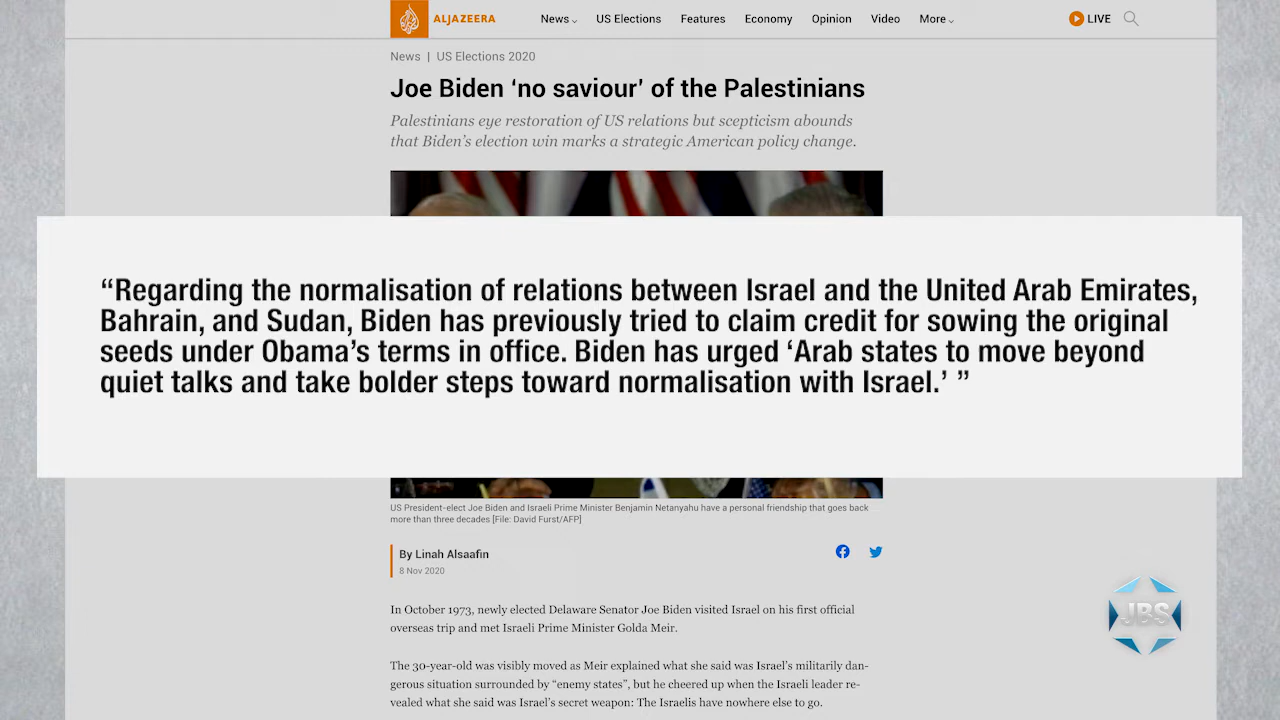 ALJAZEERA
News US Elections Features Economy Opinion Video More LIVE
News | US Elections 2020
Joe Biden ‘no saviour’ of the Palestinians
Palestinians eye restoration of US relations but scepticism abounds
that Biden’s election win marks a strategic American policy change.
“Regarding the normalisation of relations between Israel and the United Arab Emirates,
Bahrain, and Sudan, Biden has previously tried to claim credit for sowing the original
seeds under Obama’s terms in office. Biden has urged ‘Arab states to move beyond
quiet talks and take bolder steps toward normalisation with Israel.’ ”
US President-elect Joe Biden and Israeli Prime Minister Benjamin Netanyahu have a personal friendship that goes back
more than three decades [File: David Furst/AFP]
By Linah Alsaafin
8 Nov 2020
In October 1973, newly elected Delaware Senator Joe Biden visited Israel on his first official
overseas trip and met Israeli Prime Minister Golda Meir.
JBS
The 30-year-old was visibly moved as Meir explained what she said was Israel’s militarily dan-
gerous situation surrounded by “enemy states”, but he cheered up when the Israeli leader re-
vealed what she said was Israel’s secret weapon: The Israelis have nowhere else to go.